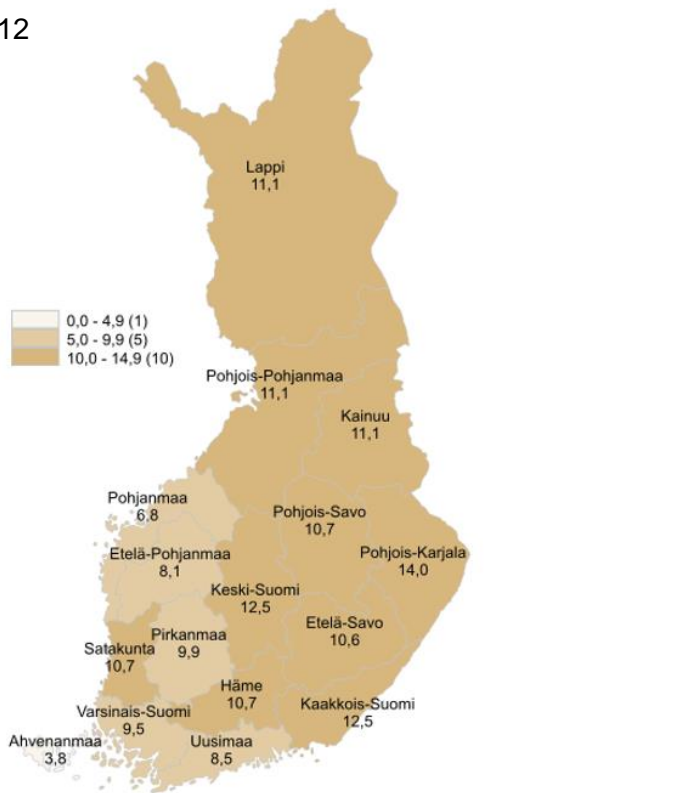 12
Lappi
11,1
0,0 - 4,9 (1)
5,0 - 9,9 (5)
10,0 - 14,9 (10)
Pohjois-Pohjanmaa
11,1
Kainuu
11,1
Pohjanmaa
6,8
Pohjois-Savo
10,7
Etelä-Pohjanmaa
8,1
Pohjois-Karjala
14,0
Keski-Suomi
12,5
Etelä-Savo
10,6
Pirkanmaa
9,9
Satakunta
10,7
Häme
10,7
Kaakkois-Suomi
12,5
Varsinais-Suomi
9,5
Ahvenanmaa
3,8
Uusimaa
8,5